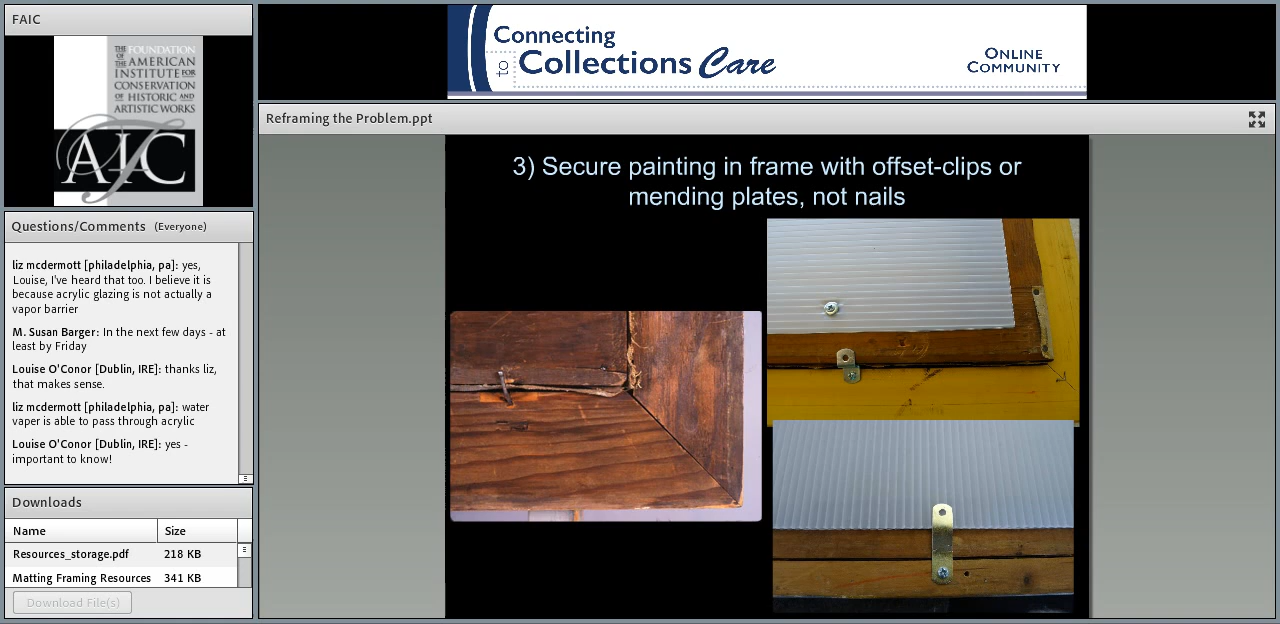 FAIC
THE FOUNDATION
OF THE AMERICAN
INSTITUTE FOR
CONSERVATION
OF HISTORIC AND
ARTISTIC WORKS
FAIC
Connecting
to Collections Care
ONLINE
COMMUNITY
Reframing the Problem.ppt
3) Secure painting in frame with offset-clips or
mending plates, not nails
Questions/Comments (Everyone)
liz mcdermott [philadelphia, pa]: yes,
Louise, I've heard that too. I believe it is
because acrylic glazing is not actually a
vapor barrier
M. Susan Barger: In the next few days - at
least by Friday
Louise O'Conor [Dublin, IRE]: thanks liz,
that makes sense.
liz mcdermott [philadelphia, pa]: water
vaper is able to pass through acrylic
Louise O'Conor [Dublin, IRE]: yes -
important to know!
Downloads
Name Size
Resources_storage.pdf 218 KB
Matting Framing Resources 341 KB
Download File(s)